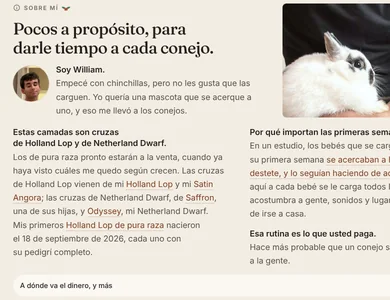 SOBRE MÍ
Pocos a propósito, para
darle tiempo a cada conejo.
Soy William.
Empecé con chinchillas, pero no les gusta que las
carguen. Yo quería una mascota que se acerque a
uno, y eso me llevó a los conejos.
Estas camadas son cruzas
de Holland Lop y de Netherland Dwarf.
Los de pura raza pronto estarán a la venta, cuando ya
haya visto cuáles me quedo según crecen. Las cruzas
de Holland Lop vienen de mi Holland Lop y mi Satin
Angora; las cruzas de Netherland Dwarf, de Saffron,
una de sus hijas, y Odyssey, mi Netherland Dwarf.
Mis primeros Holland Lop de pura raza nacieron
el 18 de septiembre de 2026, cada uno con
su pedigrí completo.
Por qué importan las primeras sema
En un estudio, los bebés que se carg
su primera semana se acercaban a l
destete, y lo seguían haciendo de ad
aquí a cada bebé se le carga todos l
acostumbra a gente, sonidos y lugar
de irse a casa.
Esa rutina es lo que usted paga.
Hace más probable que un conejo s
a la gente.
A dónde va el dinero, y más